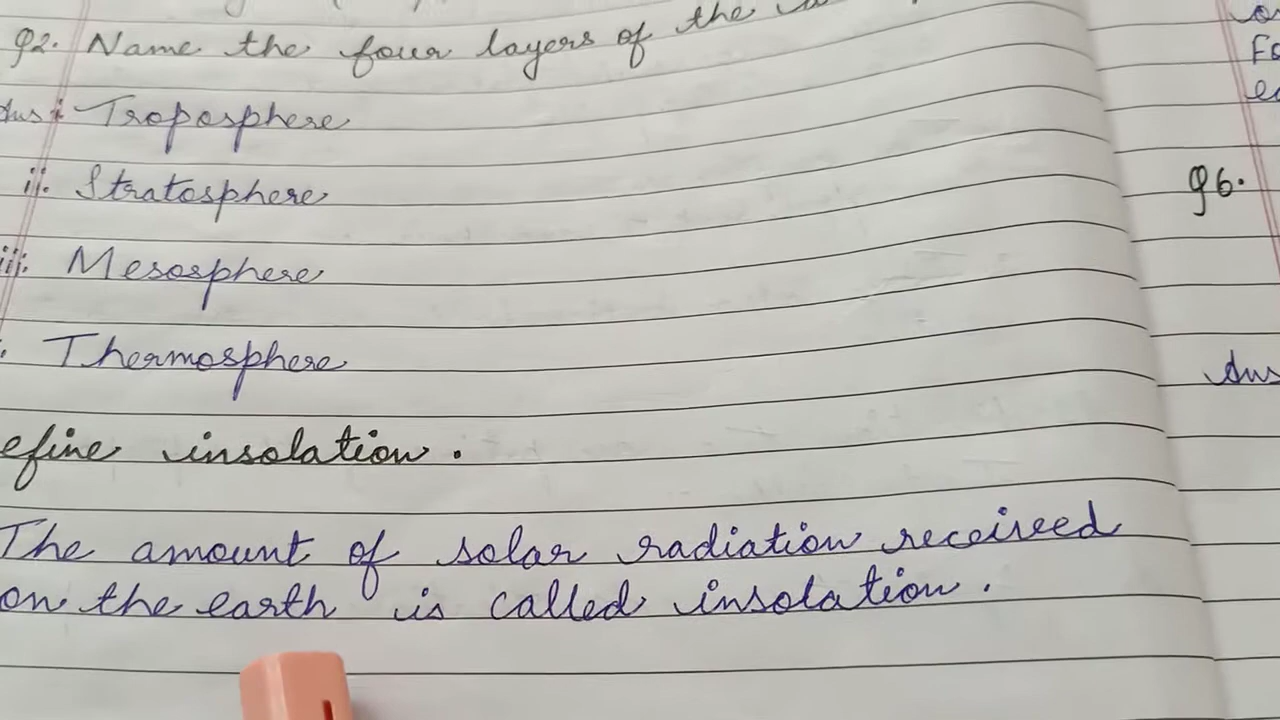 Q2. Name the four layers of the
Ans i. Troposphere
ii. Stratosphere
iii. Mesosphere
Thermosphere
efine insolation.
The amount of solar radiation received
on the earth is called insolation.
Q6.
Ans